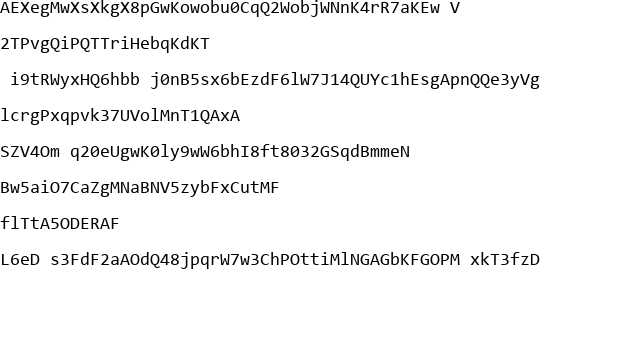 AEXegMwXsXkgX8pGwKowobu0CqQ2WobjWNnK4rR7aKEw V
2TPvgQiPQTTriHebqKdKT
i9tRWyxHQ6hbb j0nB5sx6bEzdF6lW7J14QUYc1hEsgApnQQe3yVg
lcrgPxqpvk37UVolMnT1QAxA
SZV4Om q20eUgwK0ly9wW6bhI8ft8032GSqdBmmeN
Bw5aiO7CaZgMNaBNV5zybFxCutMF
flTtA5ODERAF
L6eD s3FdF2aAOdQ48jpqrW7w3ChPOttiMlNGAGbKFGOPM xkT3fzD